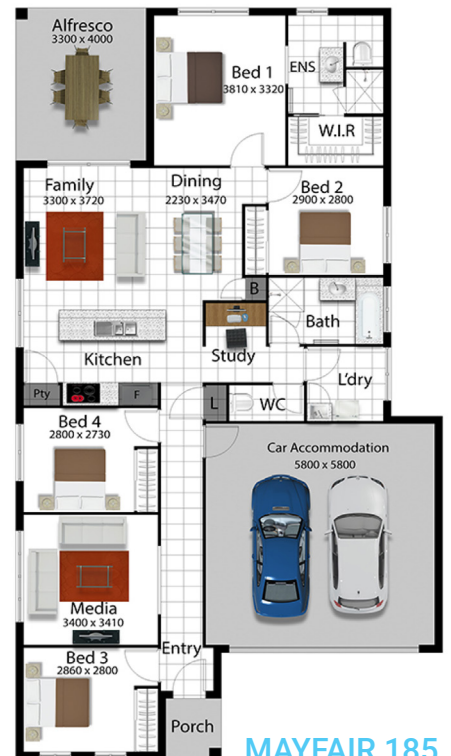 Alfresco
3300 x 4000
Bed 1
3810 x 3320
ENS
W.I.R
Family
3300 x 3720
Dining
2230 x 3470
Bed 2
2900 x 2800
B
Bath
Study
Kitchen
L'dry
Pty
F
L
WC
Bed 4
2800 x 2730
Car Accommodation
5800 x 5800
Media
3400 x 3410
Entry
Bed 3
2860 x 2800
Porch
MAYFAIR 185